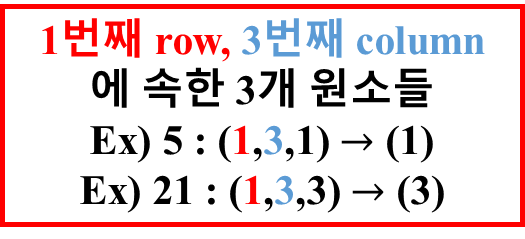 1번째 row, 3번째 column
에 속한 3개 원소들
Ex) 5 : (1,3,1) → (1)
Ex) 21 : (1,3,3) → (3)